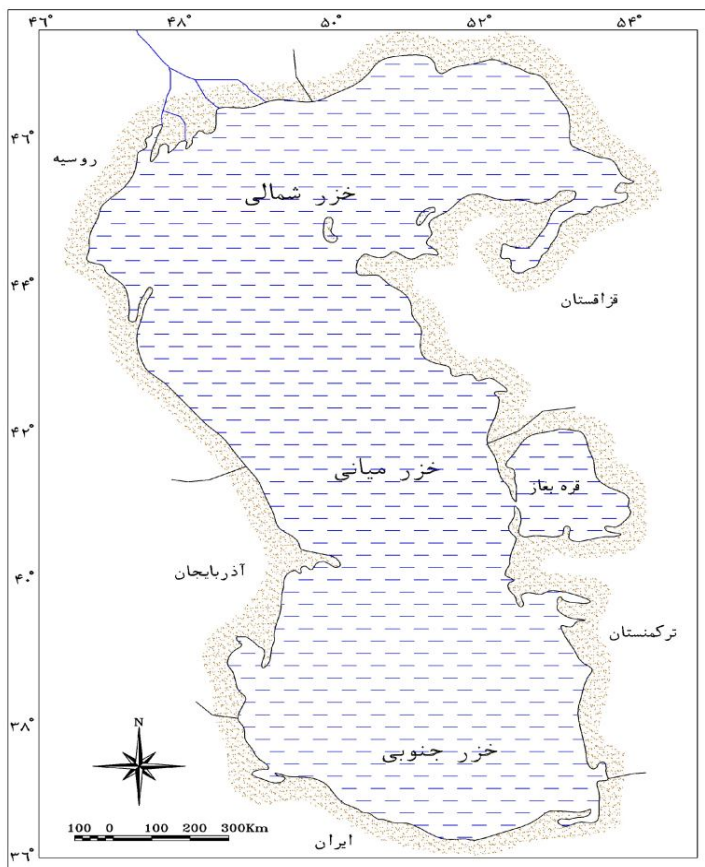 ۴۶° ۴۸° ۵۰° ۵۲° ۵۴°
۴۶°
روسیه
خزر شمالی
۴۴°
قزاقستان
۴۲°
خزر میانی
قره بغاز
۴۰°
آذربایجان
ترکمنستان
۳۸°
N
خزر جنوبی
100 0 100 200 300Km
ایران
۳۶°